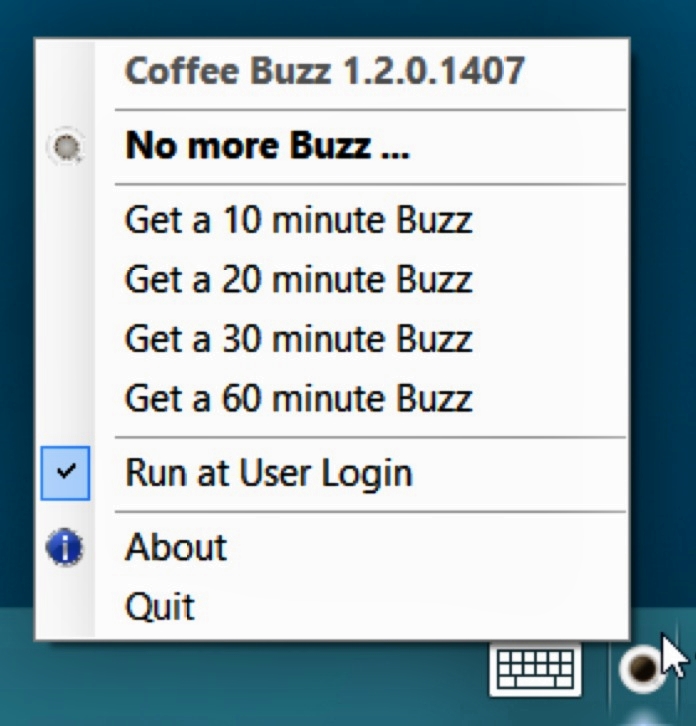 Coffee Buzz 1.2.0.1407
No more Buzz ...
Get a 10 minute Buzz
Get a 20 minute Buzz
Get a 30 minute Buzz
Get a 60 minute Buzz
Run at User Login
About
Quit